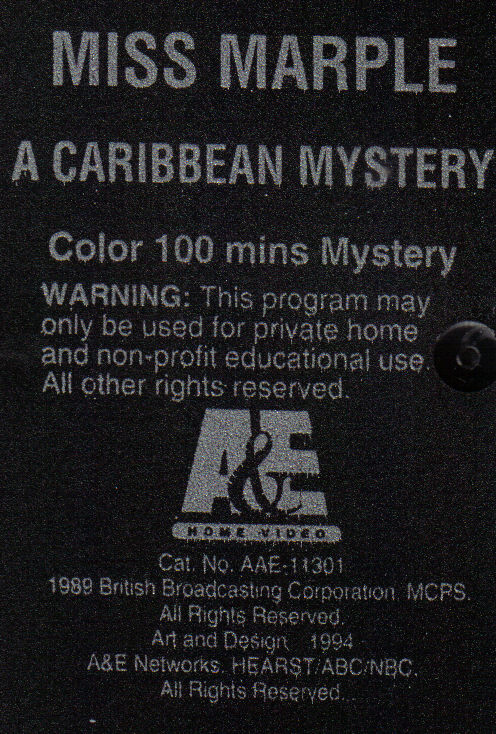 MISS MARPLE
A CARIBBEAN MYSTERY
Color 100 mins Mystery
WARNING: This program may
only be used for private home
and non-profit educational use.
All other rights reserved.
A&E
HOME VIDEO
Cat. No. AAE-11301
1989 British Broadcasting Corporation. MCPS.
All Rights Reserved.
Art and Design 1994
A&E Networks. HEARST/ABC/NBC.
All Rights Reserved.